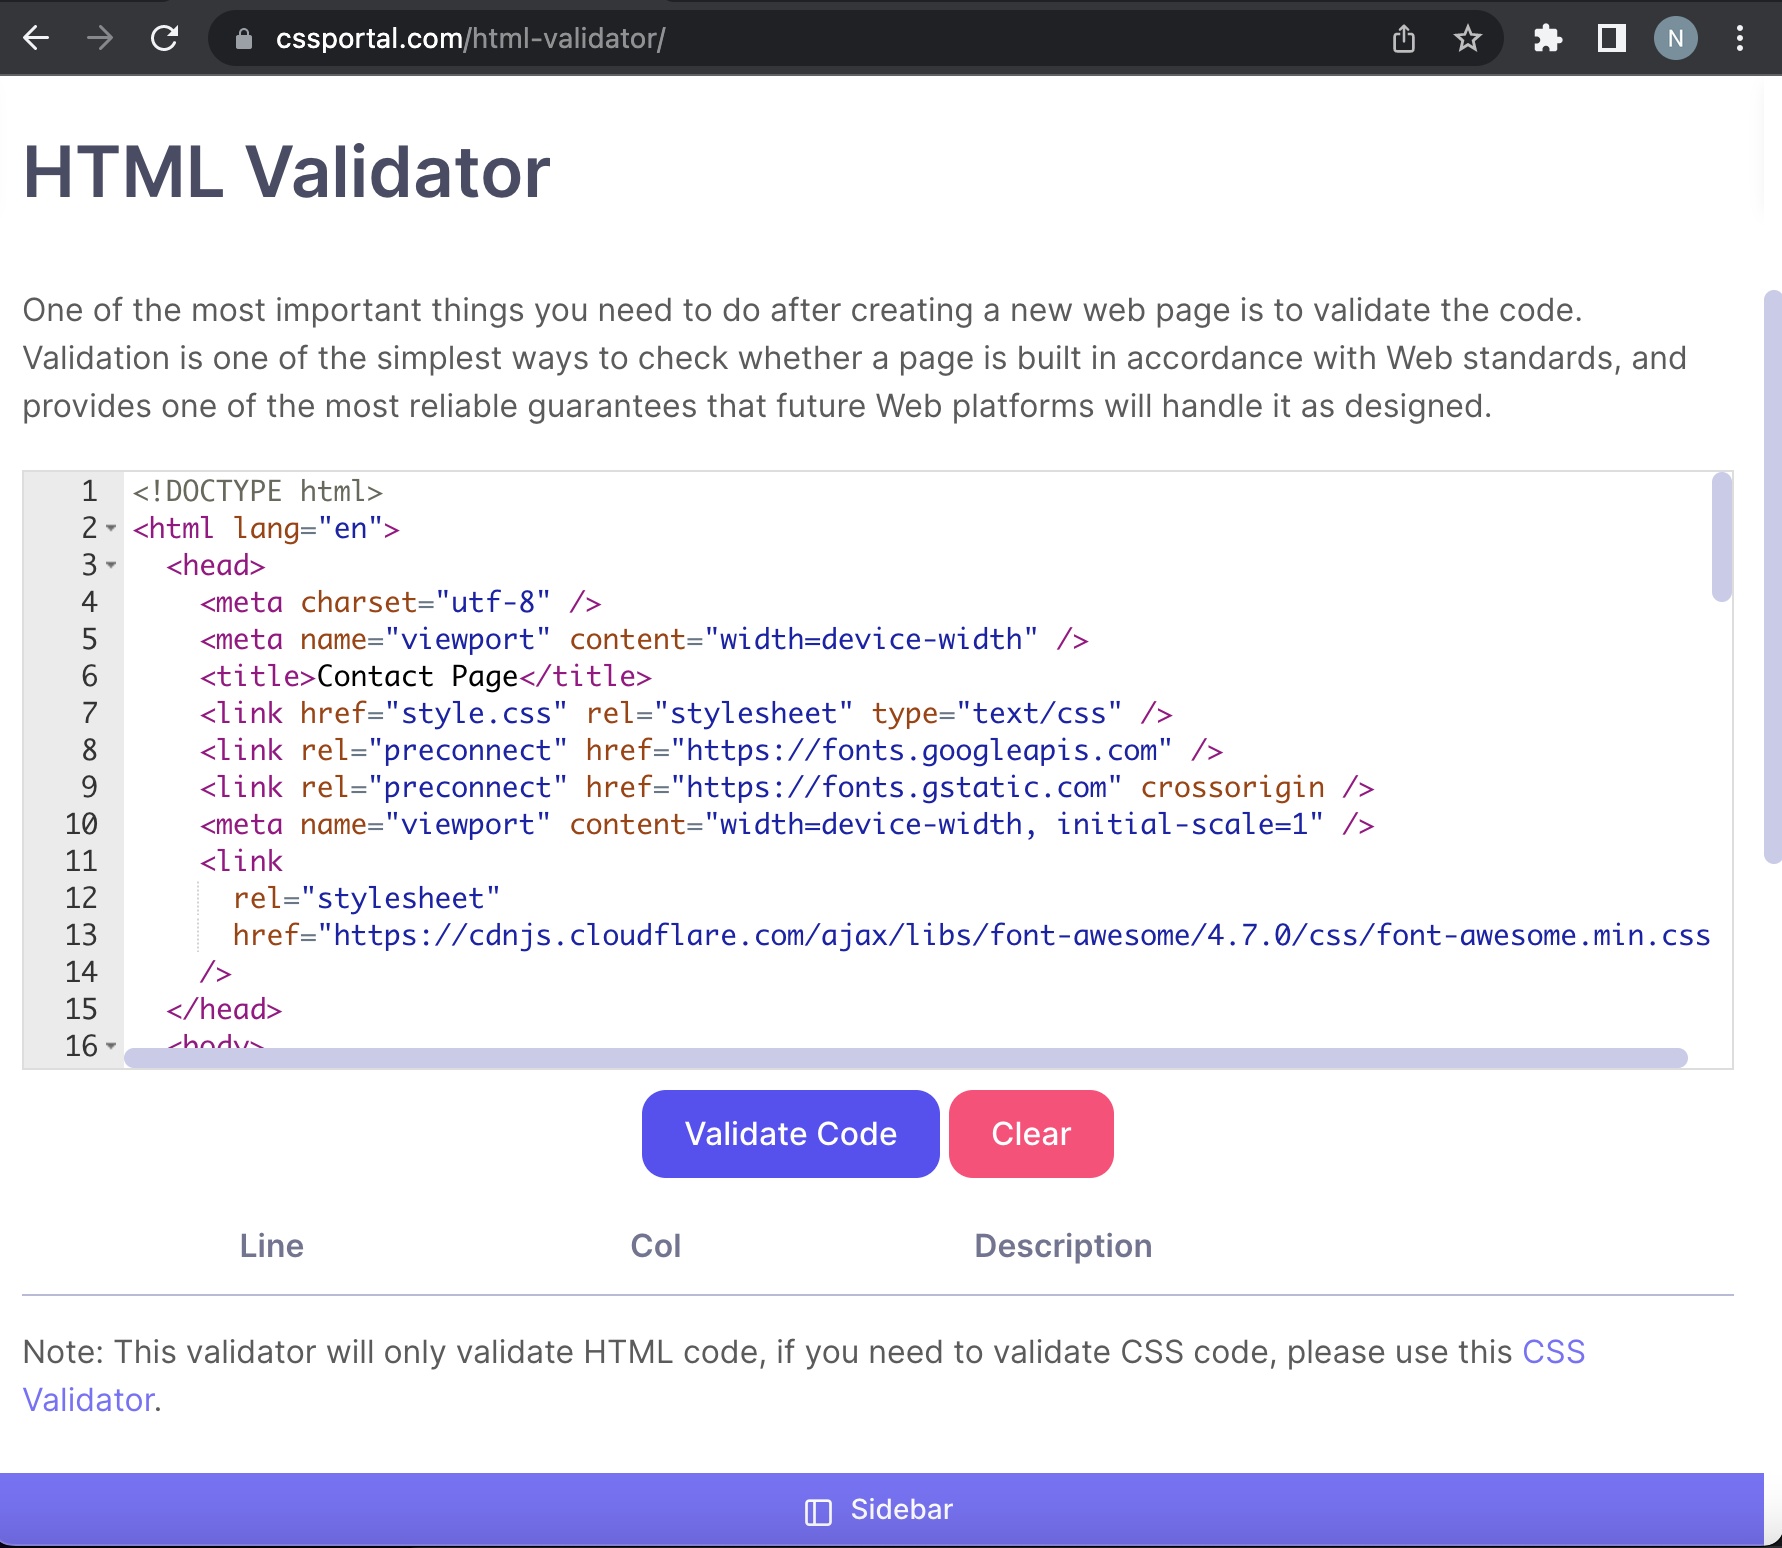 cssportal.com/html-validator/
N
HTML Validator
One of the most important things you need to do after creating a new web page is to validate the code.
Validation is one of the simplest ways to check whether a page is built in accordance with Web standards, and
provides one of the most reliable guarantees that future Web platforms will handle it as designed.
1 <!DOCTYPE html>
2 <html lang="en">
3 <head>
4 <meta charset="utf-8" />
5 <meta name="viewport" content="width=device-width" />
6 <title>Contact Page</title>
7 <link href="style.css" rel="stylesheet" type="text/css" />
8 <link rel="preconnect" href="https://fonts.googleapis.com" />
9 <link rel="preconnect" href="https://fonts.gstatic.com" crossorigin />
10 <meta name="viewport" content="width=device-width, initial-scale=1" />
11 <link
12 rel="stylesheet"
13 href="https://cdnjs.cloudflare.com/ajax/libs/font-awesome/4.7.0/css/font-awesome.min.css
14 />
15 </head>
16 <body>
Validate Code Clear
Line Col Description
Note: This validator will only validate HTML code, if you need to validate CSS code, please use this CSS
Validator.
Sidebar